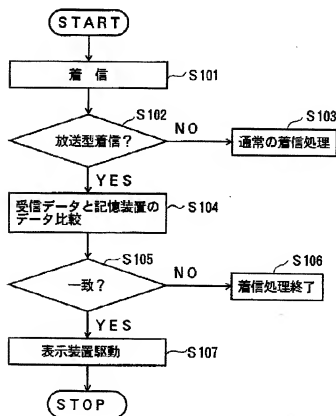 START
着 信
S101
S102
放送型着信?
NO
S103
通常の着信処理
YES
受信データと記憶装置の
データ比較
S104
S105
一致?
NO
S106
着信処理終了
YES
表示装置駆動
S107
STOP